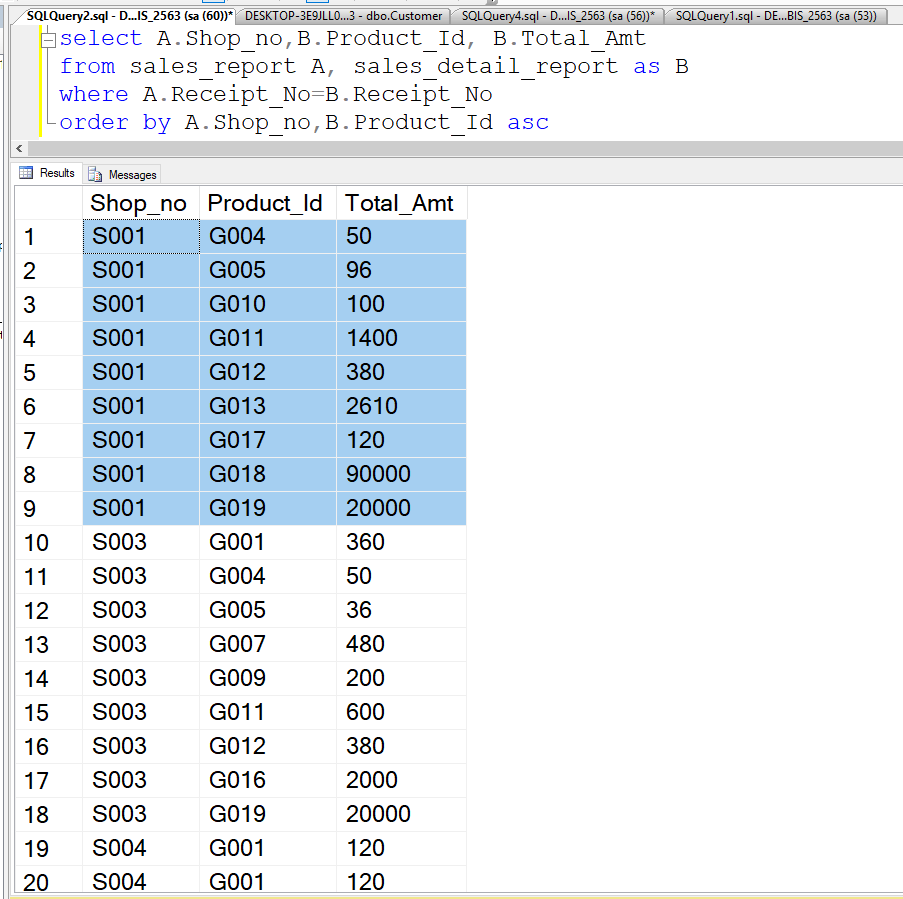 SQLQuery2.sql - D...IS_2563 (sa (60))* DESKTOP-3E9JLL0...3 - dbo.Customer SQLQuery4.sql - D...IS_2563 (sa (56))* SQLQuery1.sql - DE...BIS_2563 (sa (53))
select A.Shop_no,B.Product_Id, B.Total_Amt
from sales_report A, sales_detail_report as B
where A.Receipt_No=B.Receipt_No
order by A.Shop_no,B.Product_Id asc
Results Messages
Shop_no Product_Id Total_Amt
1 S001 G004 50
2 S001 G005 96
3 S001 G010 100
4 S001 G011 1400
5 S001 G012 380
6 S001 G013 2610
7 S001 G017 120
8 S001 G018 90000
9 S001 G019 20000
10 S003 G001 360
11 S003 G004 50
12 S003 G005 36
13 S003 G007 480
14 S003 G009 200
15 S003 G011 600
16 S003 G012 380
17 S003 G016 2000
18 S003 G019 20000
19 S004 G001 120
20 S004 G001 120